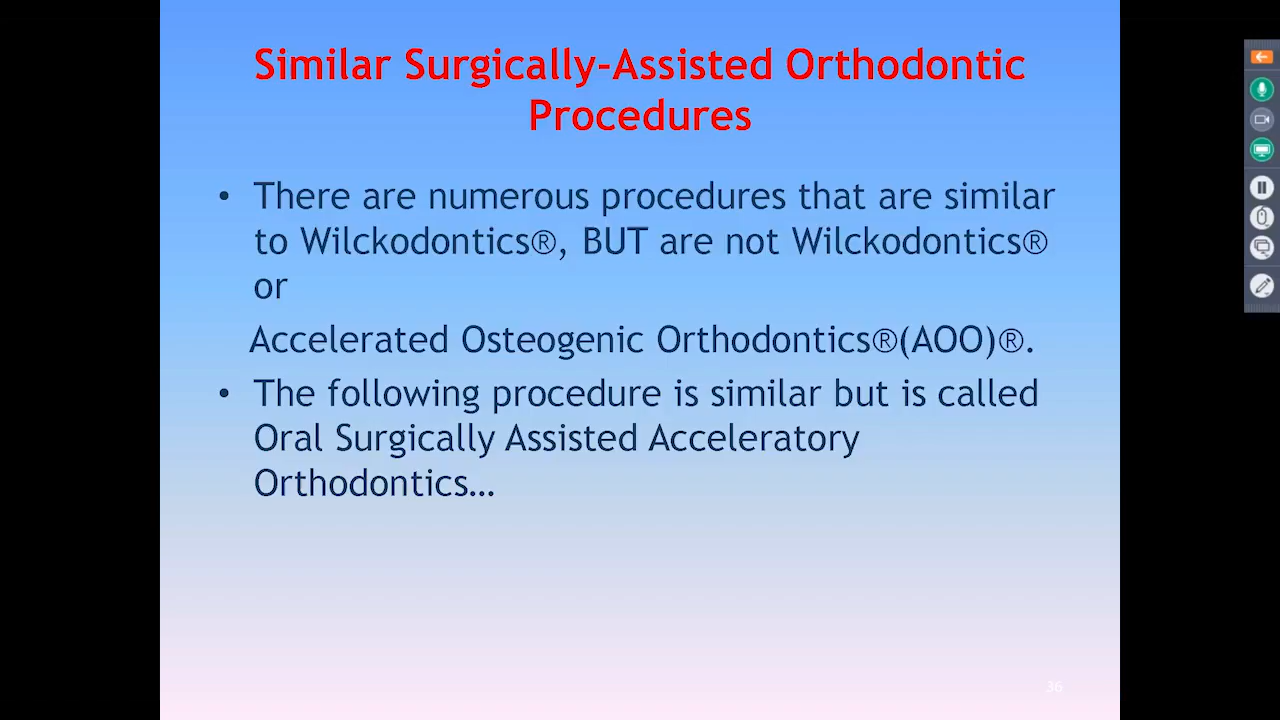 Similar Surgically-Assisted Orthodontic
Procedures
• There are numerous procedures that are similar
to Wilckodontics®, BUT are not Wilckodontics®
or
Accelerated Osteogenic Orthodontics®(AOO)®.
• The following procedure is similar but is called
Oral Surgically Assisted Acceleratory
Orthodontics…
36